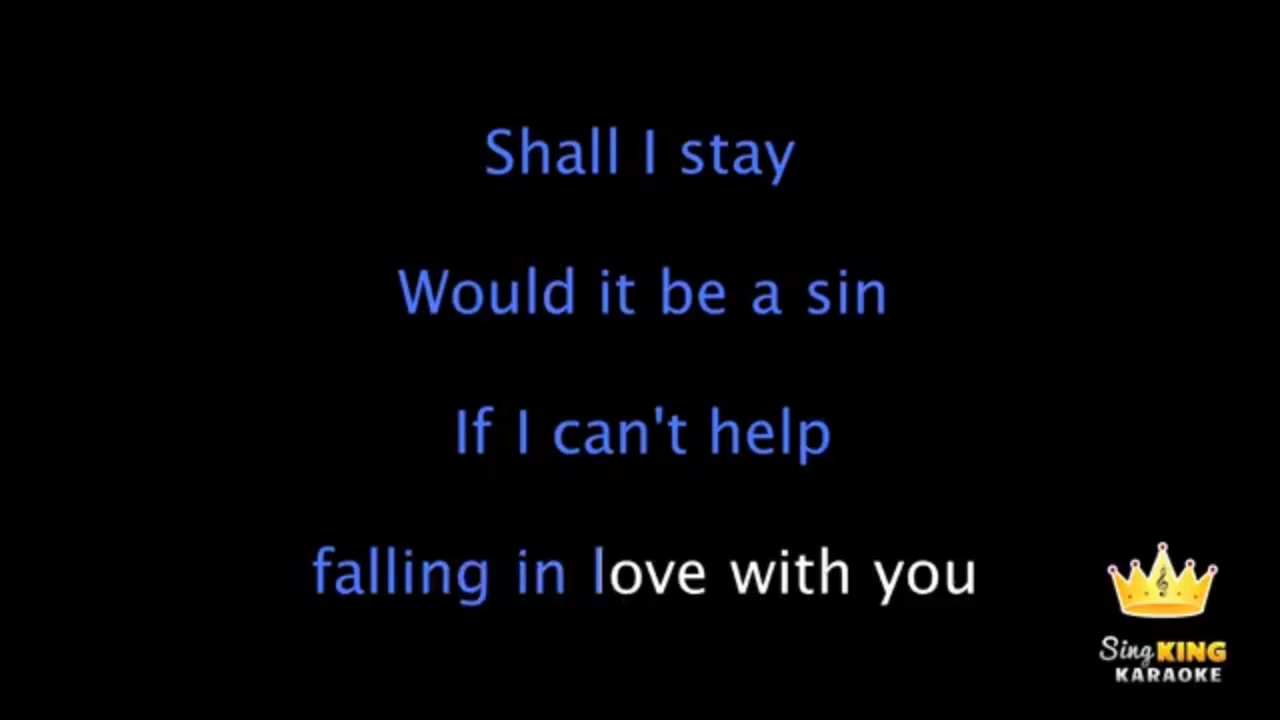 Shall I stay
Would it be a sin
If I can't help
falling in love with you
Sing KING
KARAOKE